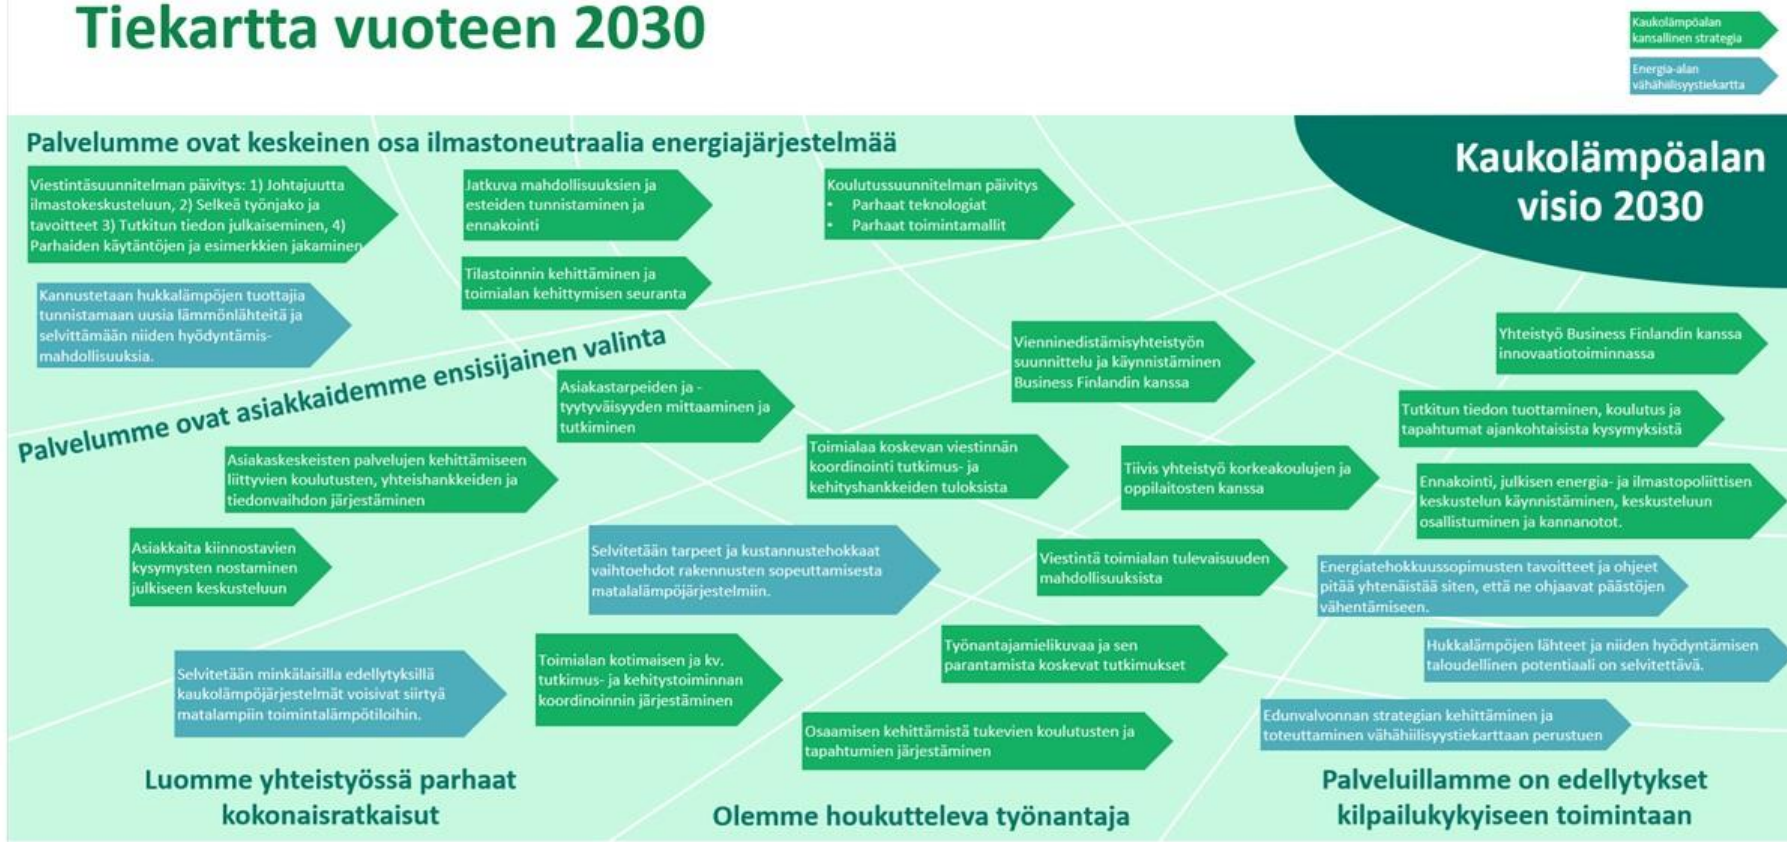 Tiekartta vuoteen 2030
Kaukolämpöalan
kansallinen strategia
Energia-alan
vähähiilisyystiekartta
Palvelumme ovat keskeinen osa ilmastoneutraalia energiajärjestelmää
Kaukolämpöalan
visio 2030
Viestintäsuunnitelman päivitys: 1) Johtajuutta
ilmastokeskusteluun, 2) Selkeä työnjako ja
tavoitteet 3) Tutkitun tiedon julkaiseminen, 4)
Parhaiden käytäntöjen ja esimerkkien jakaminen
Jatkuva mahdollisuuksien ja
esteiden tunnistaminen ja
ennakointi
Koulutussuunnitelman päivitys
• Parhaat teknologiat
• Parhaat toimintamallit
Tilastoinnin kehittäminen ja
toimialan kehittymisen seuranta
Kannustetaan hukkalämpöjen tuottajia
tunnistamaan uusia lämmönlähteitä ja
selvittämään niiden hyödyntämis-
mahdollisuuksia.
Palvelumme ovat asiakkaidemme ensisijainen valinta
Asiakastarpeiden ja -
tyytyväisyyden mittaaminen ja
tutkiminen
Asiakaskeskeisten palvelujen kehittämiseen
liittyvien koulutusten, yhteishankkeiden ja
tiedonvaihdon järjestäminen
Asiakkaita kiinnostavien
kysymysten nostaminen
julkiseen keskusteluun
Vienninedistämisyhteistyön
suunnittelu ja käynnistäminen
Business Finlandin kanssa
Yhteistyö Business Finlandin kanssa
innovaatiotoiminnassa
Tutkitun tiedon tuottaminen, koulutus ja
tapahtumat ajankohtaisista kysymyksistä
Toimialaa koskevan viestinnän
koordinointi tutkimus- ja
kehityshankkeiden tuloksista
Tiivis yhteistyö korkeakoulujen ja
oppilaitosten kanssa
Ennakointi, julkisen energia- ja ilmastopoliittisen
keskustelun käynnistäminen, keskusteluun
osallistuminen ja kannanotot.
Selvitetään tarpeet ja kustannustehokkaat
vaihtoehdot rakennusten sopeuttamisesta
matalalämpöjärjestelmiin.
Viestintä toimialan tulevaisuuden
mahdollisuuksista
Energiatehokkuussopimusten tavoitteet ja ohjeet
pitää yhtenäistää siten, että ne ohjaavat päästöjen
vähentämiseen.
Selvitetään minkälaisilla edellytyksillä
kaukolämpöjärjestelmät voisivat siirtyä
matalampiin toimintalämpötiloihin.
Toimialan kotimaisen ja kv.
tutkimus- ja kehitystoiminnan
koordinoinnin järjestäminen
Työnantajamielikuvaa ja sen
parantamista koskevat tutkimukset
Hukkalämpöjen lähteet ja niiden hyödyntämisen
taloudellinen potentiaali on selvitettävä.
Osaamisen kehittämistä tukevien koulutusten ja
tapahtumien järjestäminen
Edunvalvonnan strategian kehittäminen ja
toteuttaminen vähähiilisyystiekarttaan perustuen
Luomme yhteistyössä parhaat
kokonaisratkaisut
Olemme houkutteleva työnantaja
Palveluillamme on edellytykset
kilpailukykyiseen toimintaan